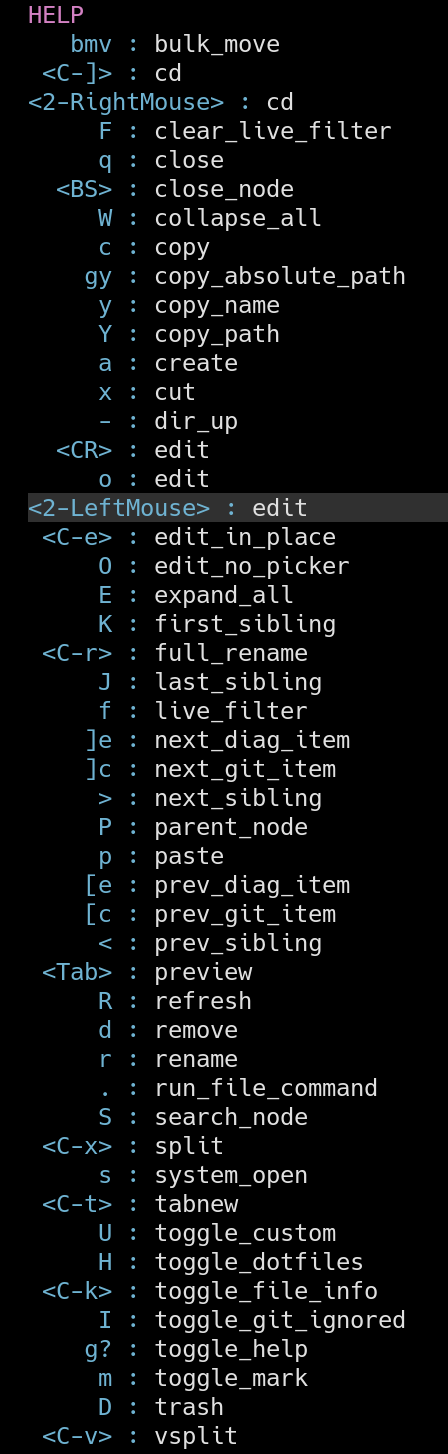 HELP
bmv : bulk_move
<C-]> : cd
<2-RightMouse> : cd
F : clear_live_filter
q : close
<BS> : close_node
W : collapse_all
c : copy
gy : copy_absolute_path
y : copy_name
Y : copy_path
a : create
x : cut
- : dir_up
<CR> : edit
o : edit
<2-LeftMouse> : edit
<C-e> : edit_in_place
O : edit_no_picker
E : expand_all
K : first_sibling
<C-r> : full_rename
J : last_sibling
f : live_filter
]e : next_diag_item
]c : next_git_item
> : next_sibling
P : parent_node
p : paste
[e : prev_diag_item
[c : prev_git_item
< : prev_sibling
<Tab> : preview
R : refresh
d : remove
r : rename
. : run_file_command
S : search_node
<C-x> : split
s : system_open
<C-t> : tabnew
U : toggle_custom
H : toggle_dotfiles
<C-k> : toggle_file_info
I : toggle_git_ignored
g? : toggle_help
m : toggle_mark
D : trash
<C-v> : vsplit